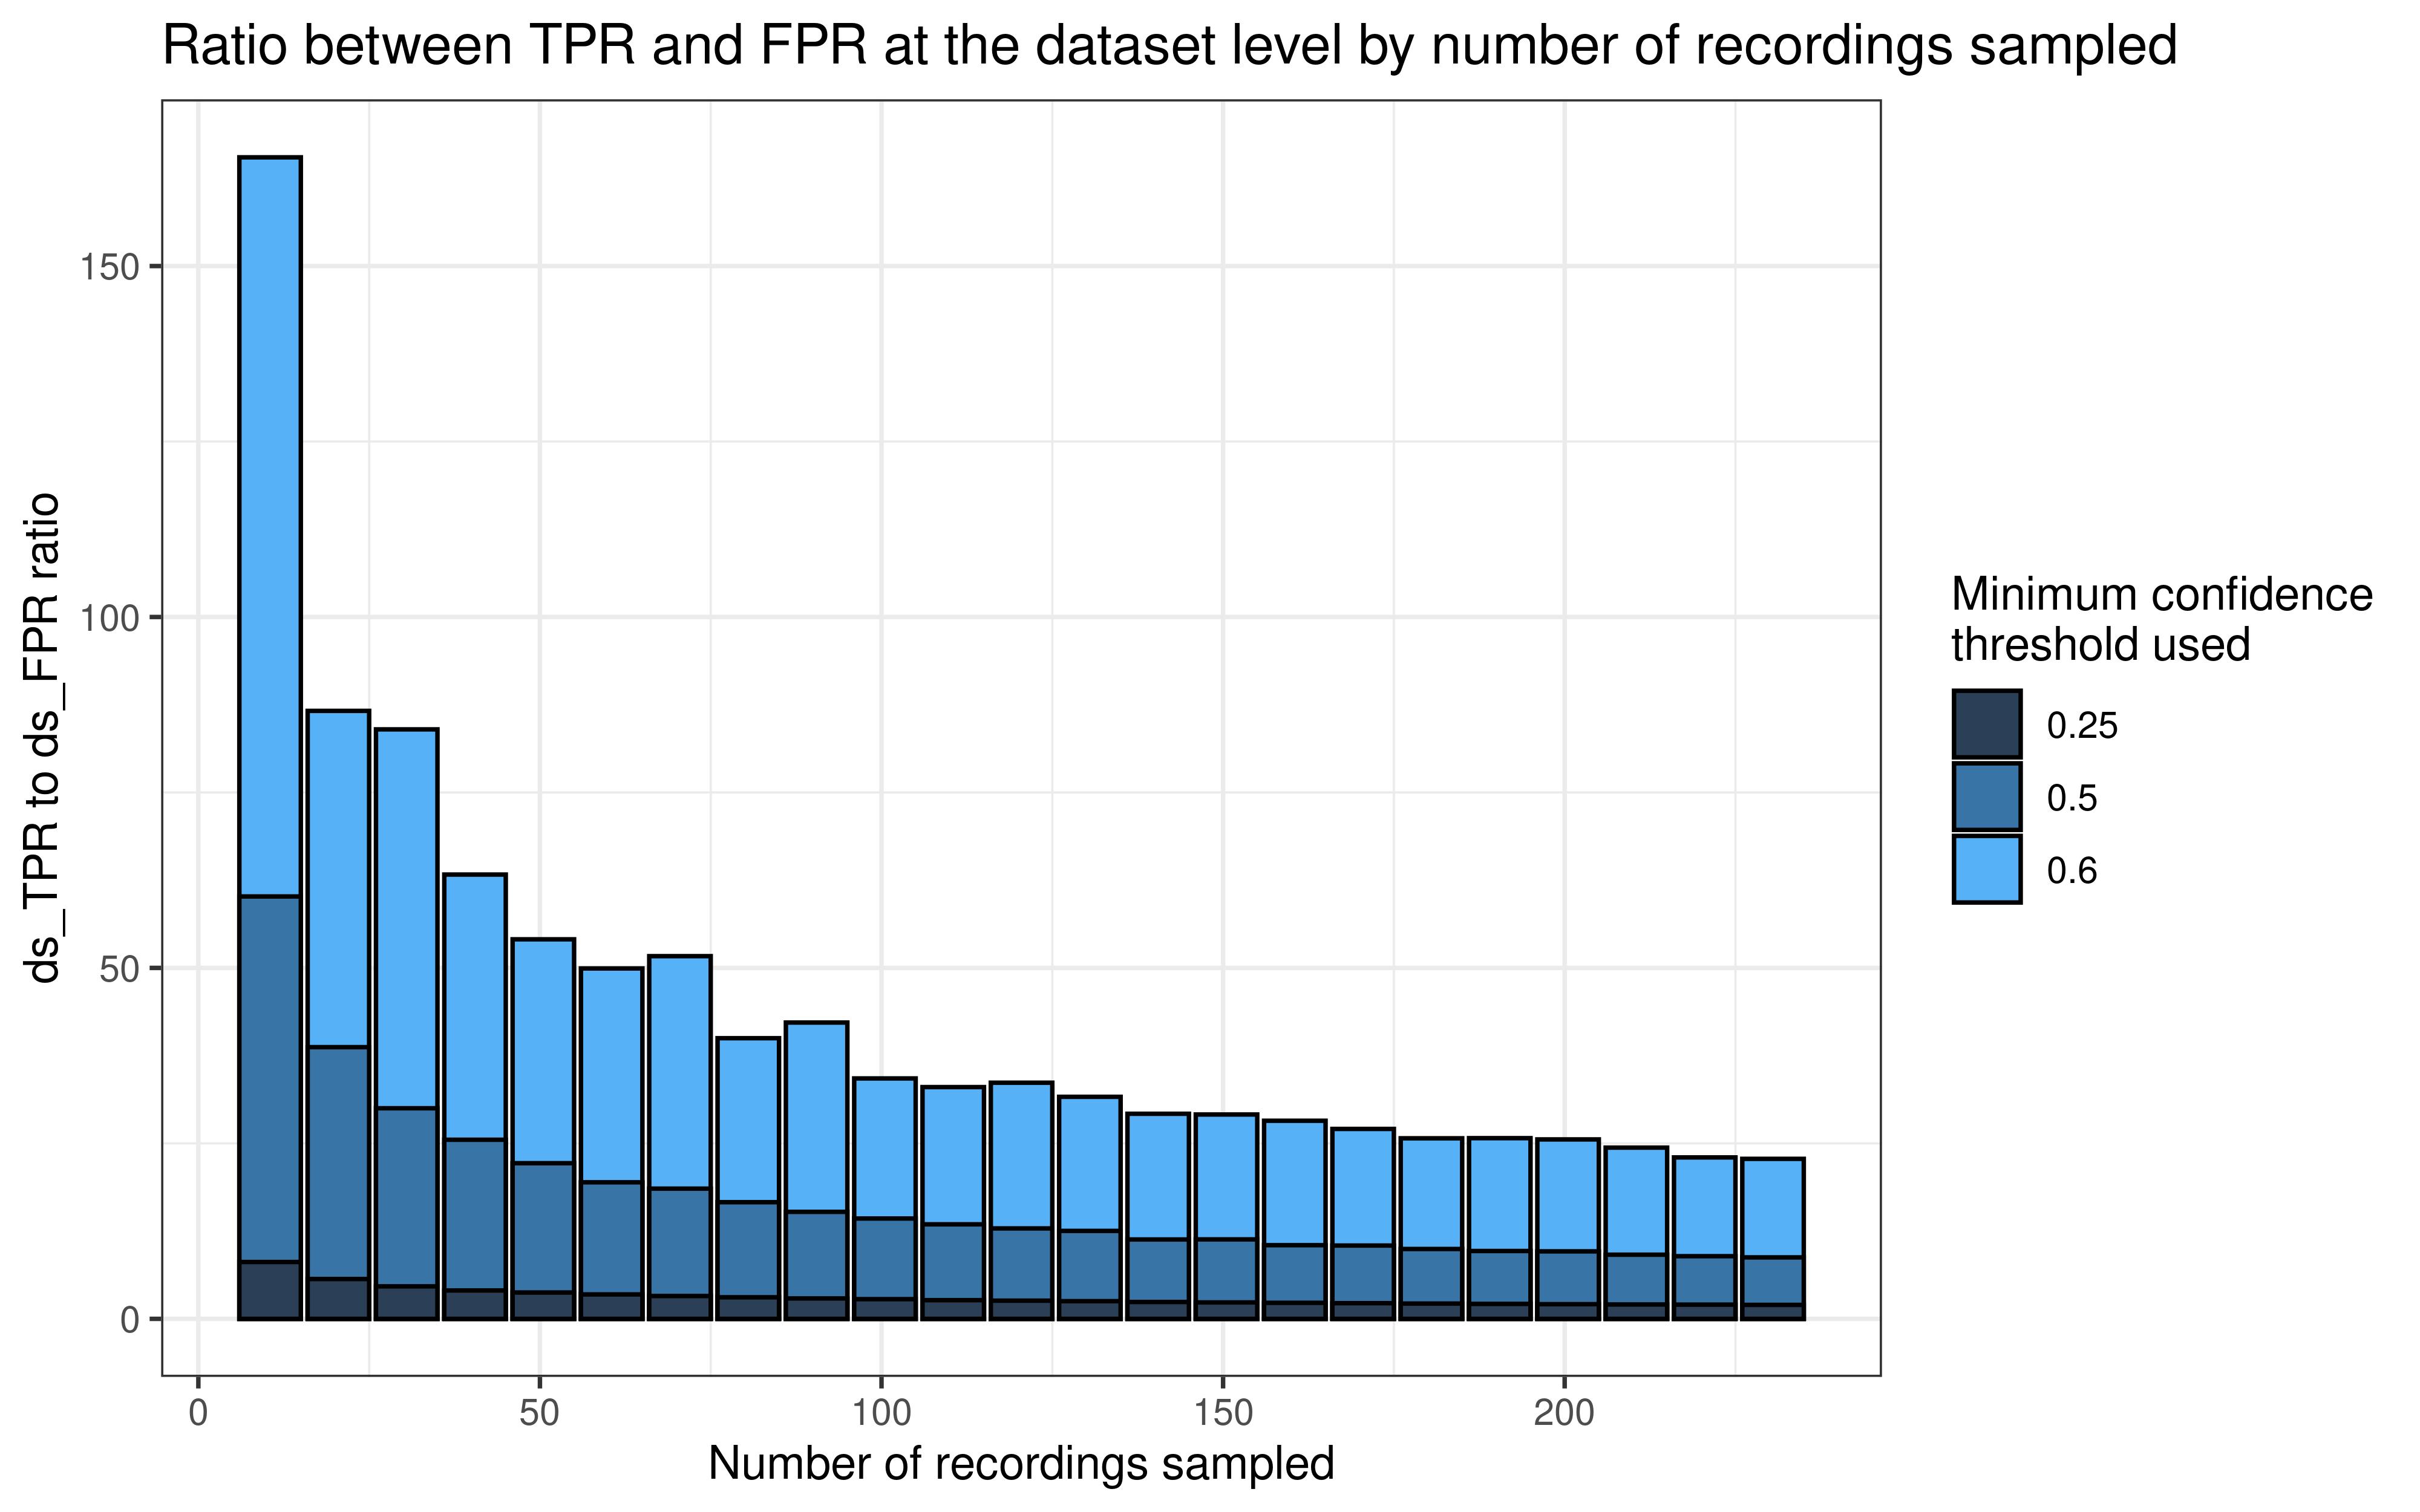 Ratio between TPR and FPR at the dataset level by number of recordings sampled
ds_TPR to ds_FPR ratio
150
100
50
0
0 50 100 150 200
Number of recordings sampled
Minimum confidence
threshold used
0.25
0.5
0.6